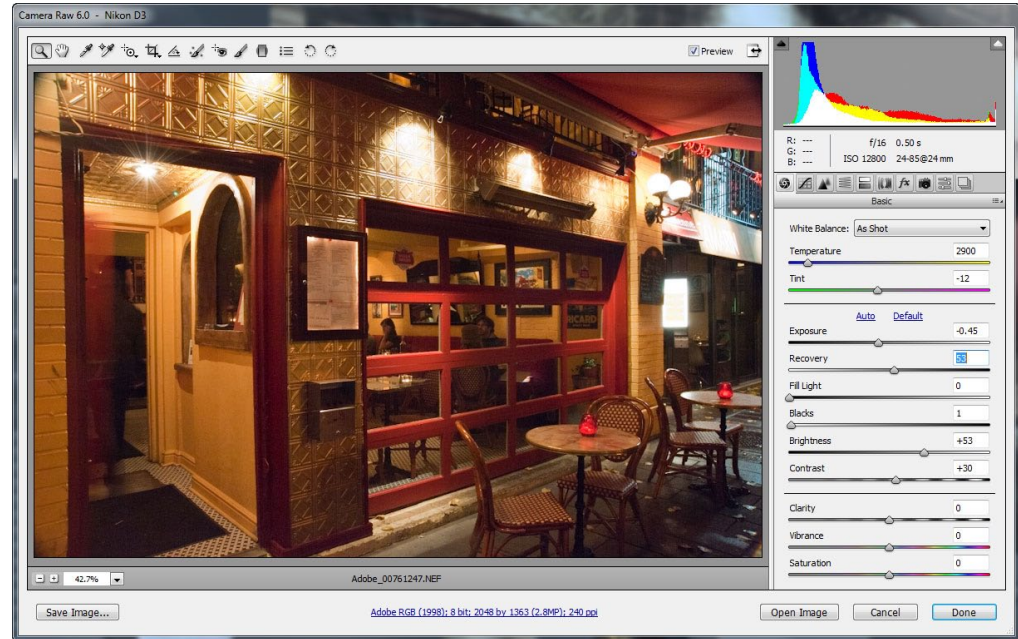 Camera Raw 6.0 - Nikon D3
Preview
R: ---
G: ---
B: ---
f/16 0.50 s
ISO 12800 24-85@24 mm
fx
Basic
White Balance: As Shot
Temperature 2900
Tint -12
Auto Default
Exposure -0.45
Recovery 53
Fill Light 0
Blacks 1
Brightness +53
Contrast +30
Clarity 0
Vibrance 0
Saturation 0
42.7%
Adobe_00761247.NEF
Save Image...
Adobe RGB (1998); 8 bit; 2048 by 1363 (2.8MP); 240 ppi
Open Image Cancel Done